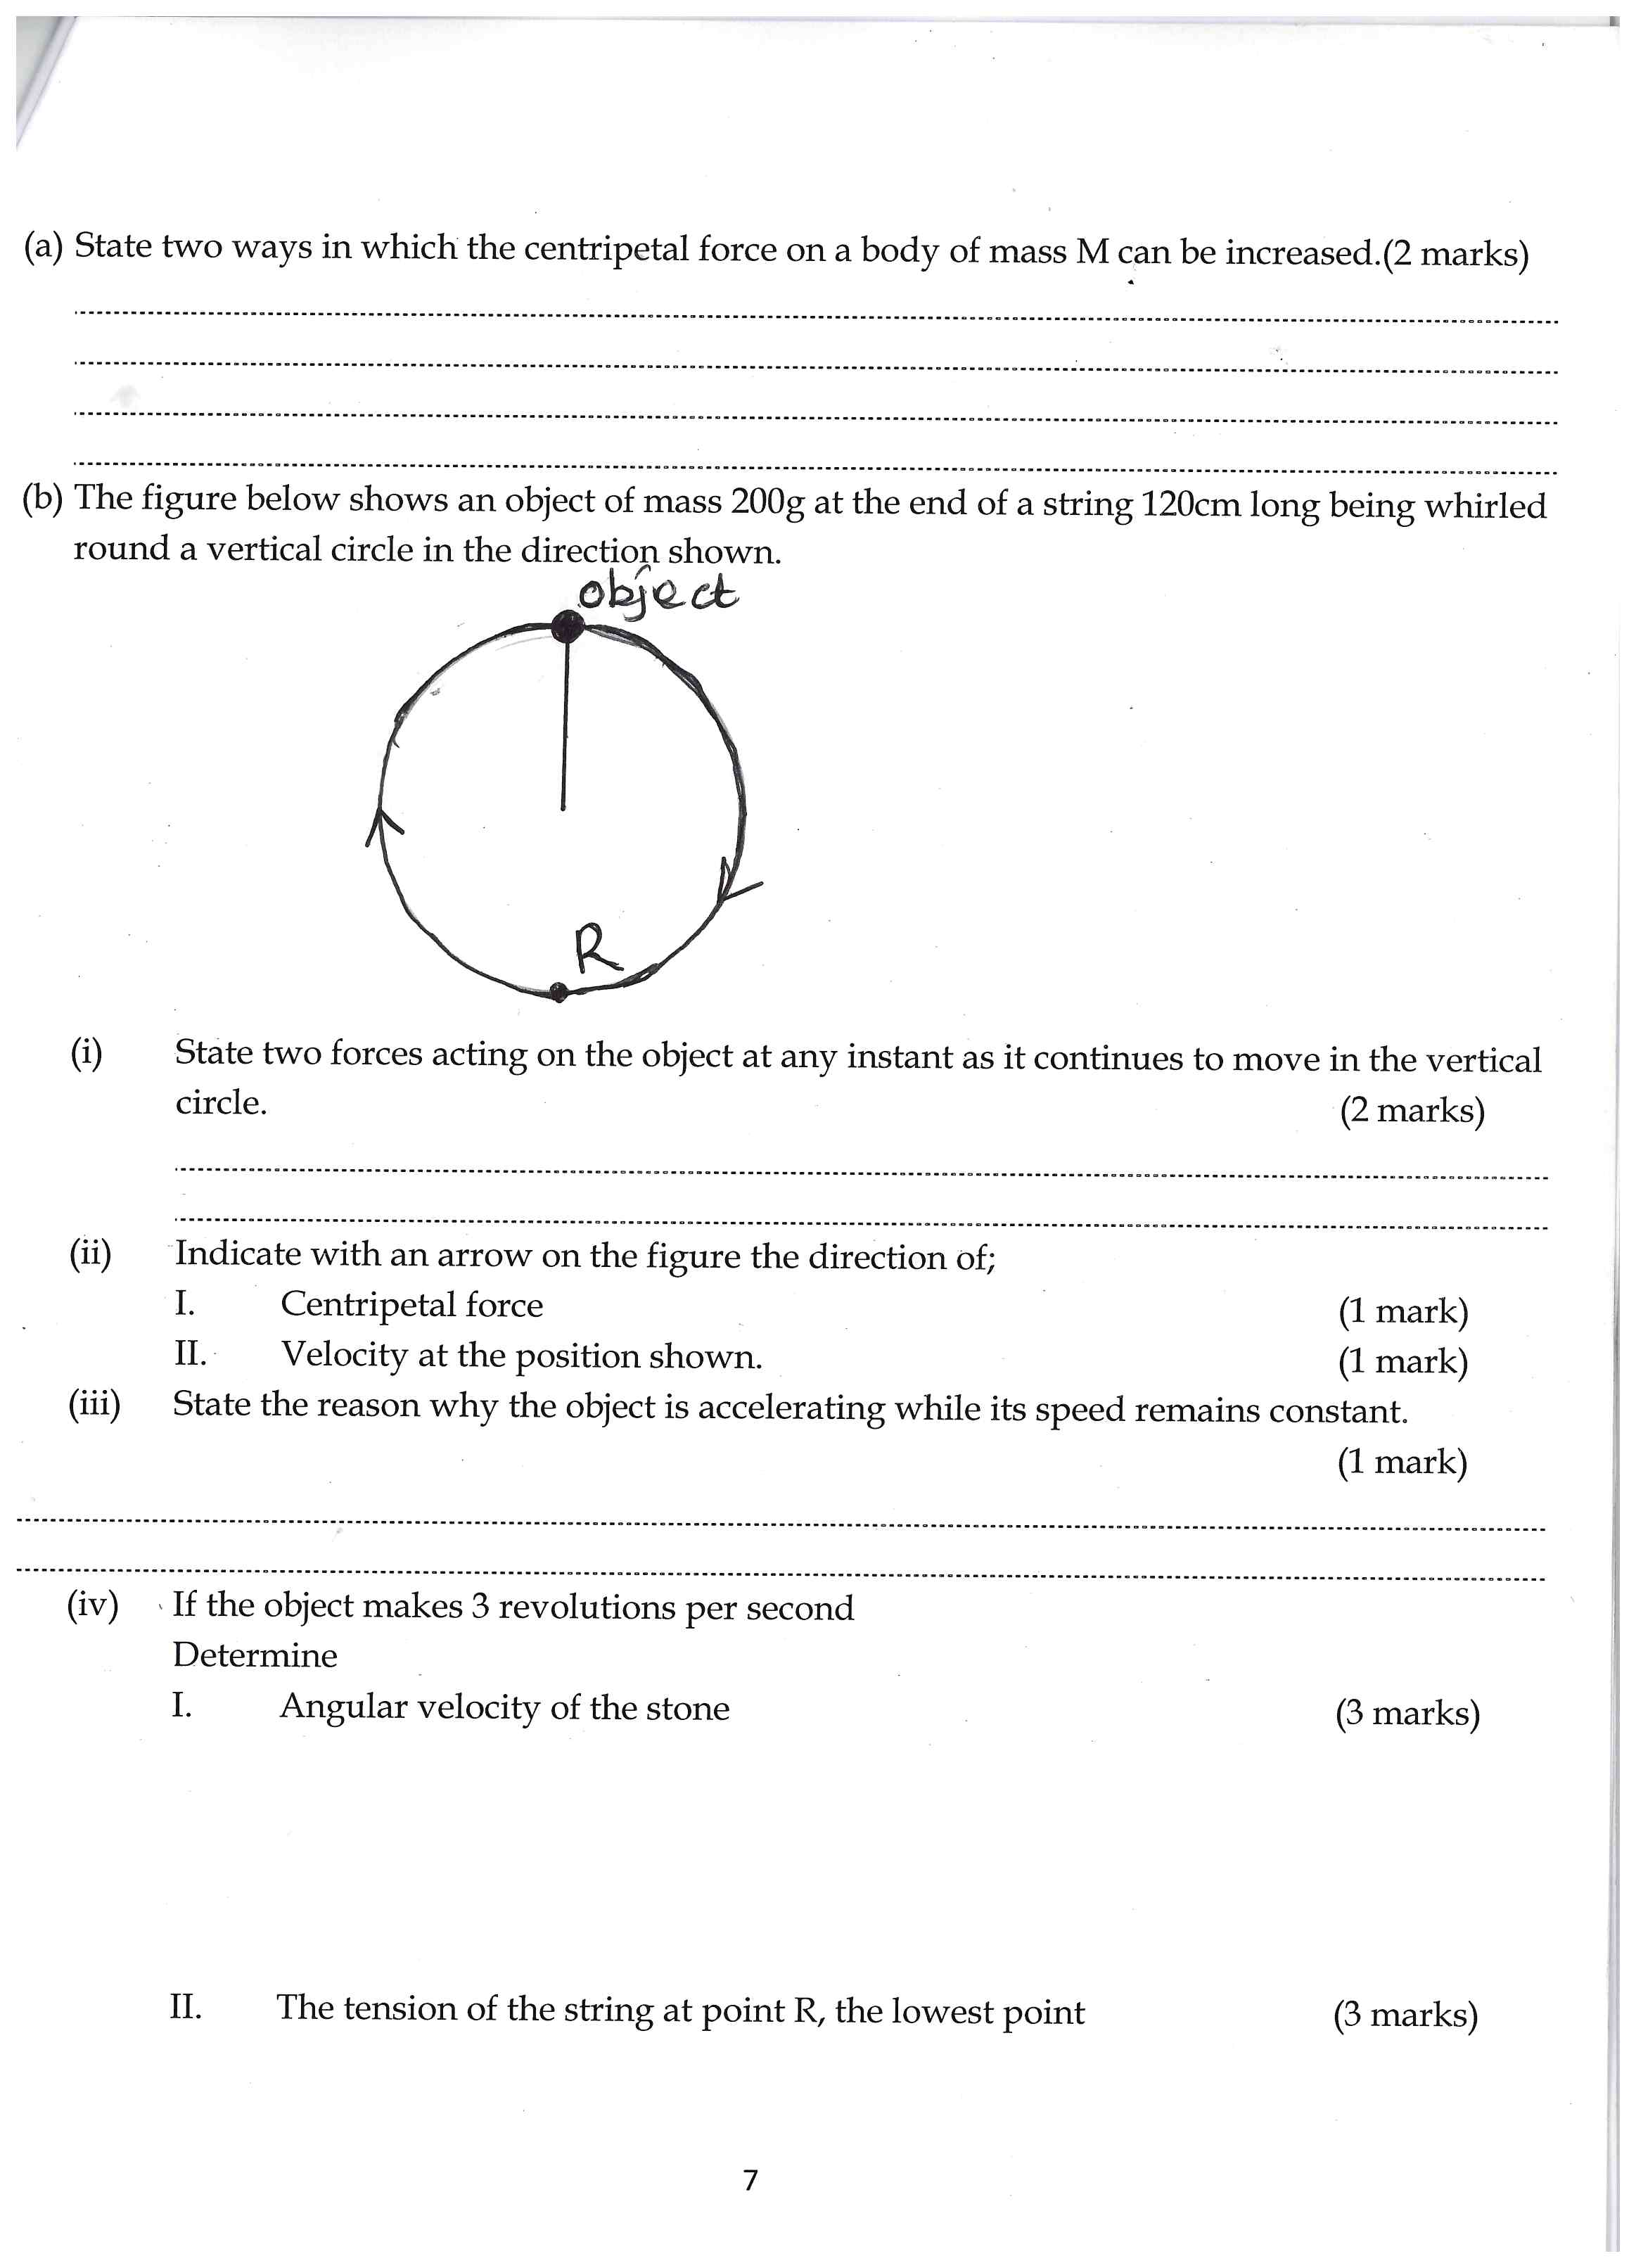 (a) State two ways in which the centripetal force on a body of mass M can be increased.(2 marks)
(b) The figure below shows an object of mass 200g at the end of a string 120cm long being whirled
round a vertical circle in the direction shown.
object
R
(i) State two forces acting on the object at any instant as it continues to move in the vertical
circle. (2 marks)
(ii) Indicate with an arrow on the figure the direction of;
I. Centripetal force (1 mark)
II. Velocity at the position shown. (1 mark)
(iii) State the reason why the object is accelerating while its speed remains constant.
(1 mark)
(iv) If the object makes 3 revolutions per second
Determine
I. Angular velocity of the stone (3 marks)
II. The tension of the string at point R, the lowest point (3 marks)
7